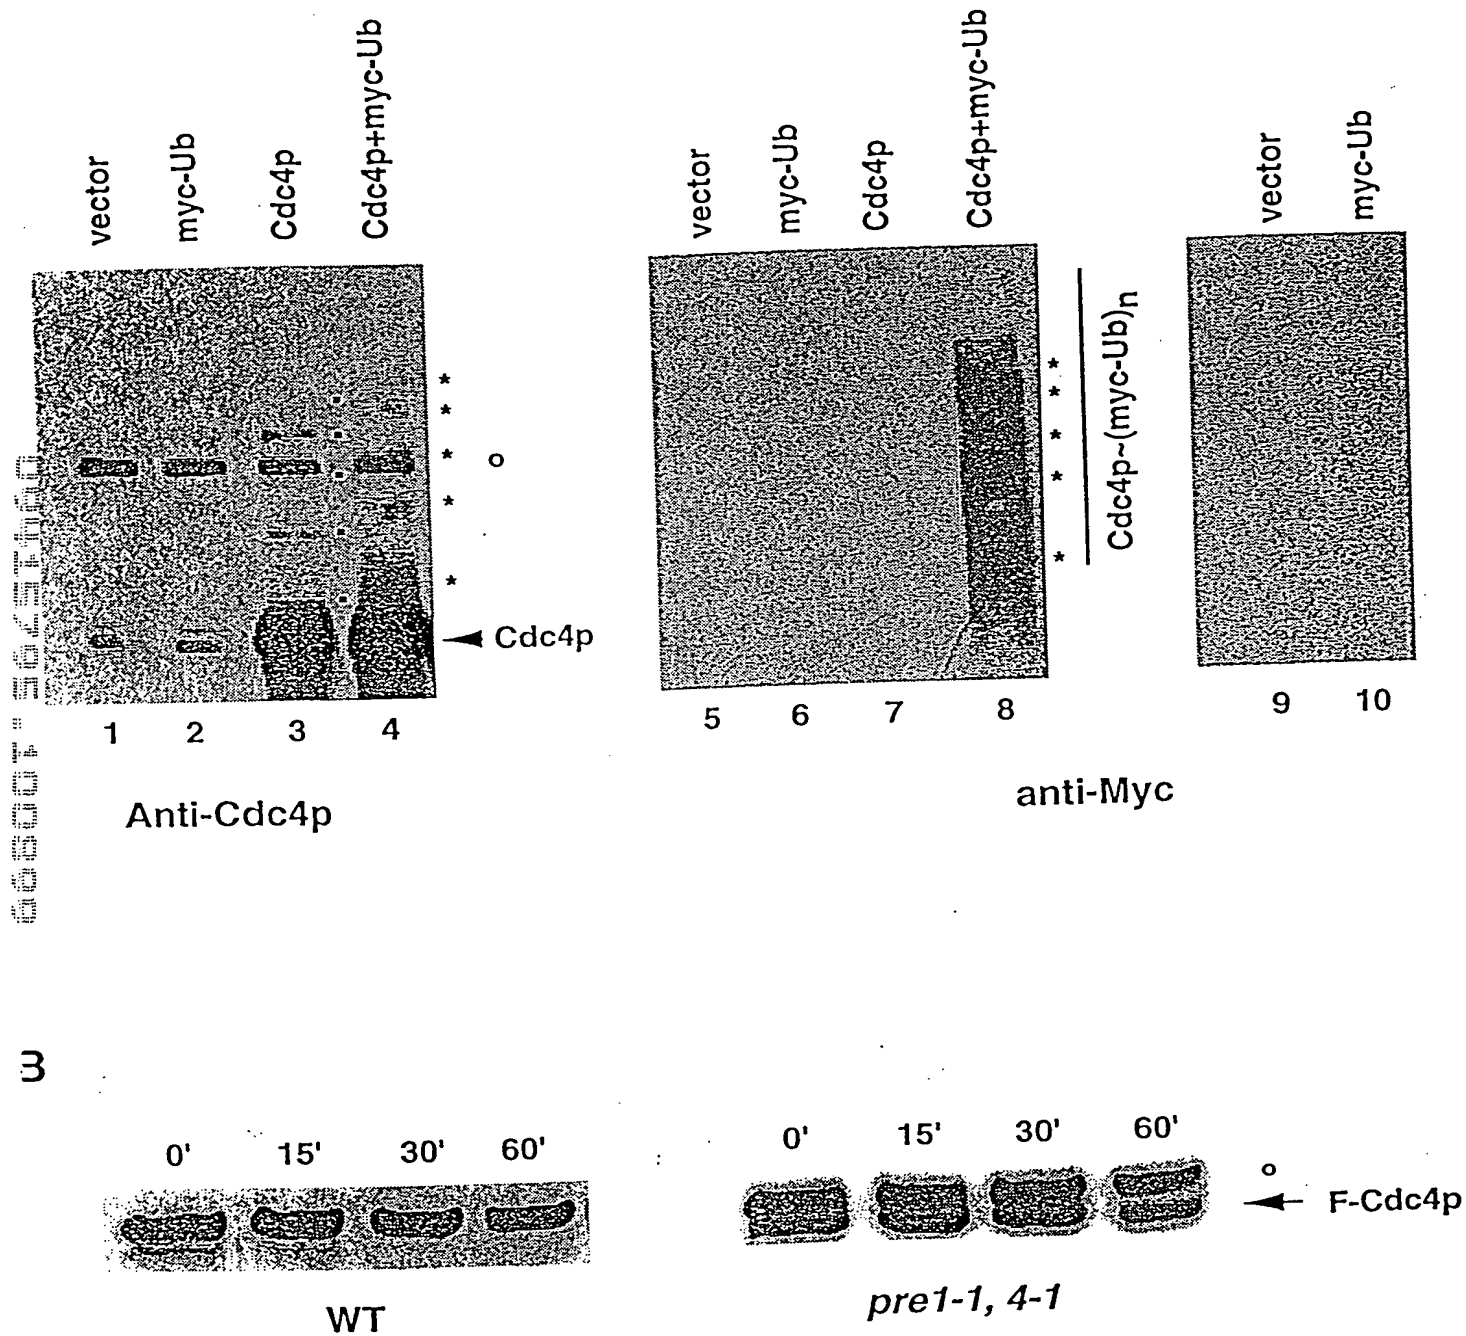 vector
myc-Ub
Cdc4p
Cdc4p+myc-Ub
vector
myc-Ub
Cdc4p
Cdc4p+myc-Ub
vector
myc-Ub
*
*
*
*
*
o
Cdc4p
*
*
*
*
*
Cdc4p~(myc-Ub)n
1 2 3 4
5 6 7 8
9 10
Anti-Cdc4p
anti-Myc
0' 15' 30' 60'
0' 15' 30' 60'
o
F-Cdc4p
WT
pre1-1, 4-1